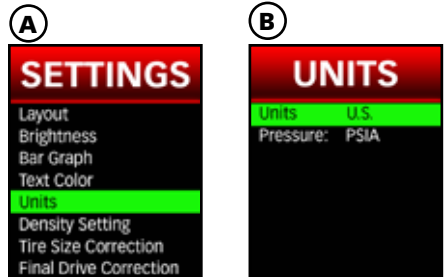 A
SETTINGS
Layout
Brightness
Bar Graph
Text Color
Units
Density Setting
Tire Size Correction
Final Drive Correction
B
UNITS
Units U.S.
Pressure: PSIA